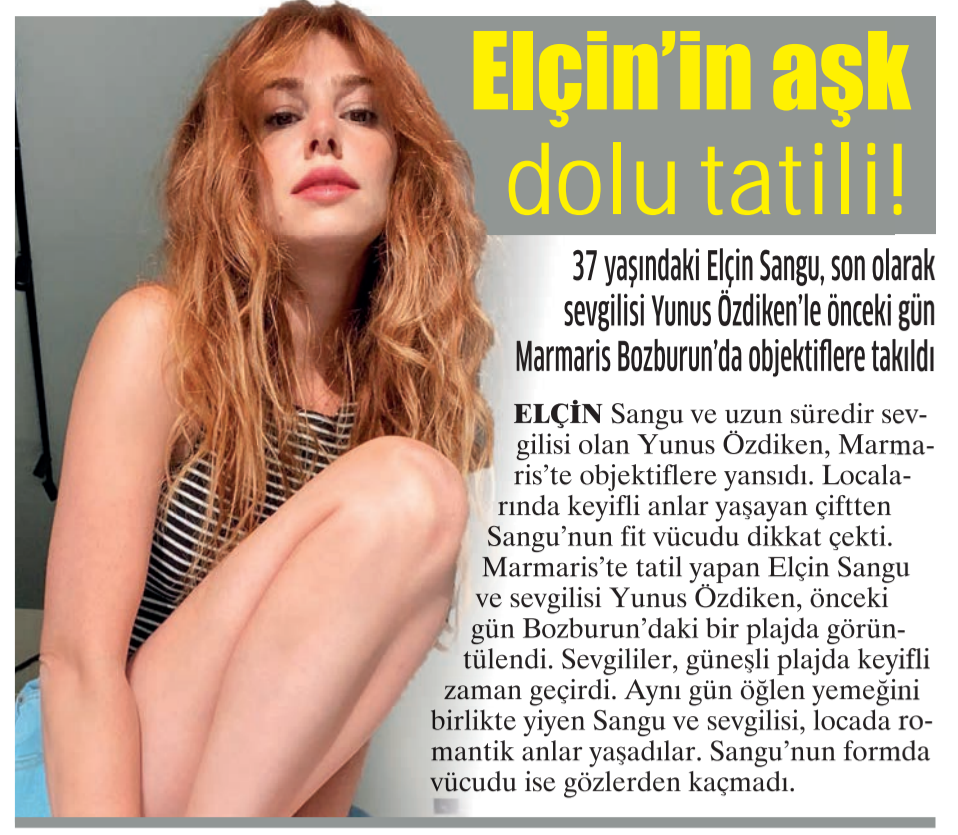 Elçin’in aşk
dolu tatili!
37 yaşındaki Elçin Sangu, son olarak
sevgilisi Yunus Özdiken’le önceki gün
Marmaris Bozburun’da objektiflere takıldı
ELÇİN Sangu ve uzun süredir sev-
gilisi olan Yunus Özdiken, Marma-
ris’te objektiflere yansıdı. Locala-
rında keyifli anlar yaşayan çiftten
Sangu’nun fit vücudu dikkat çekti.
Marmaris’te tatil yapan Elçin Sangu
ve sevgilisi Yunus Özdiken, önceki
gün Bozburun’daki bir plajda görün-
tülendi. Sevgililer, güneşli plajda keyifli
zaman geçirdi. Aynı gün öğlen yemeğini
birlikte yiyen Sangu ve sevgilisi, locada ro-
mantik anlar yaşadılar. Sangu’nun formda
vücudu ise gözlerden kaçmadı.